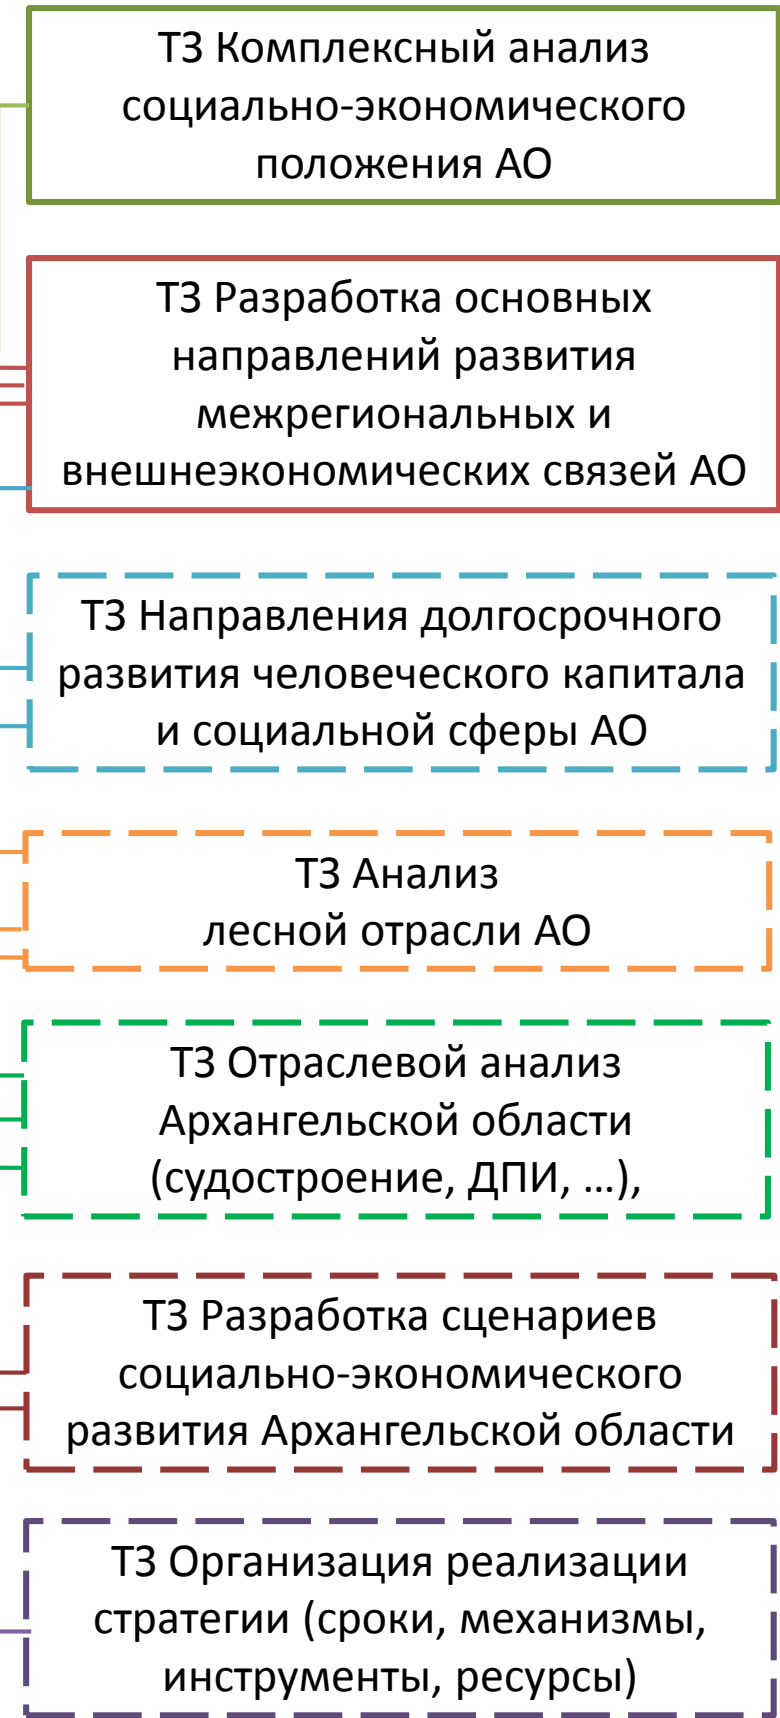 ТЗ Комплексный анализ
социально-экономического
положения АО
ТЗ Разработка основных
направлений развития
межрегиональных и
внешнеэкономических связей АО
ТЗ Направления долгосрочного
развития человеческого капитала
и социальной сферы АО
ТЗ Анализ
лесной отрасли АО
ТЗ Отраслевой анализ
Архангельской области
(судостроение, ДПИ, …),
ТЗ Разработка сценариев
социально-экономического
развития Архангельской области
ТЗ Организация реализации
стратегии (сроки, механизмы,
инструменты, ресурсы)